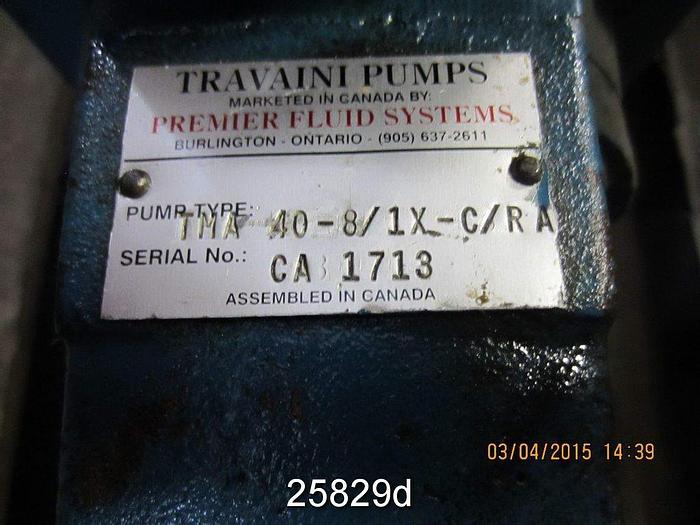 TRAVAINI PUMPS
MARKETED IN CANADA BY:
PREMIER FLUID SYSTEMS
BURLINGTON - ONTARIO - (905) 637-2611
PUMP TYPE: TMA 40-8/1X-C/RA
SERIAL No.: CA 1713
ASSEMBLED IN CANADA
03/04/2015 14:39
25829d